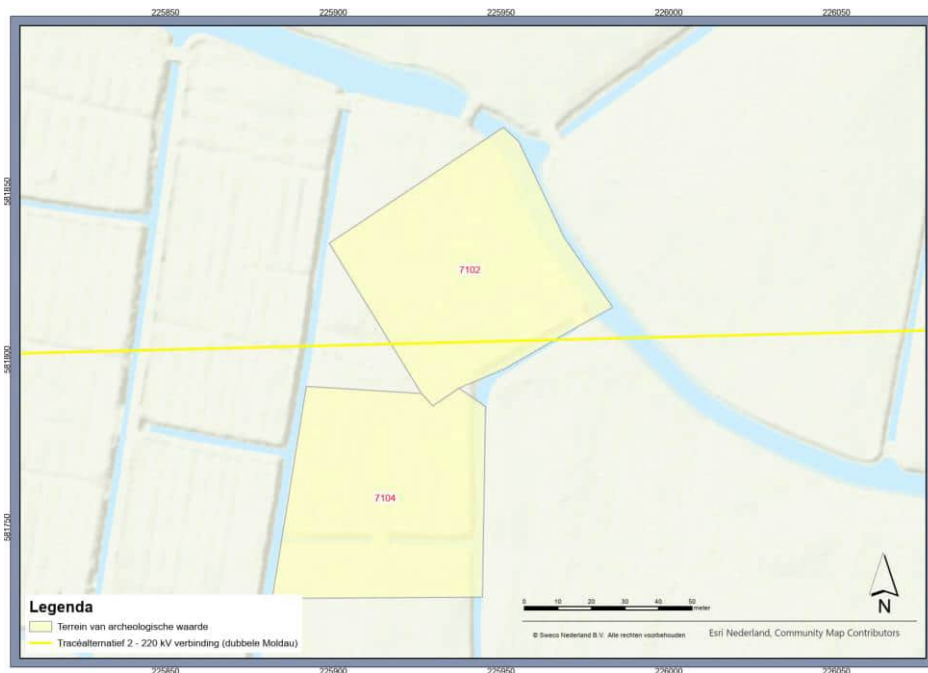 225850 225900 225950 226000 226050
581850
7102
581800
7104
581750
N
Legenda
Terrein van archeologische waarde
Tracéalternatief 2 - 220 kV verbinding (dubbele Moldau)
0 10 20 30 40 50 meter
© Sweco Nederland B.V. Alle rechten voorbehouden
Esri Nederland, Community Map Contributors
225850 225900 225950 226000 226050